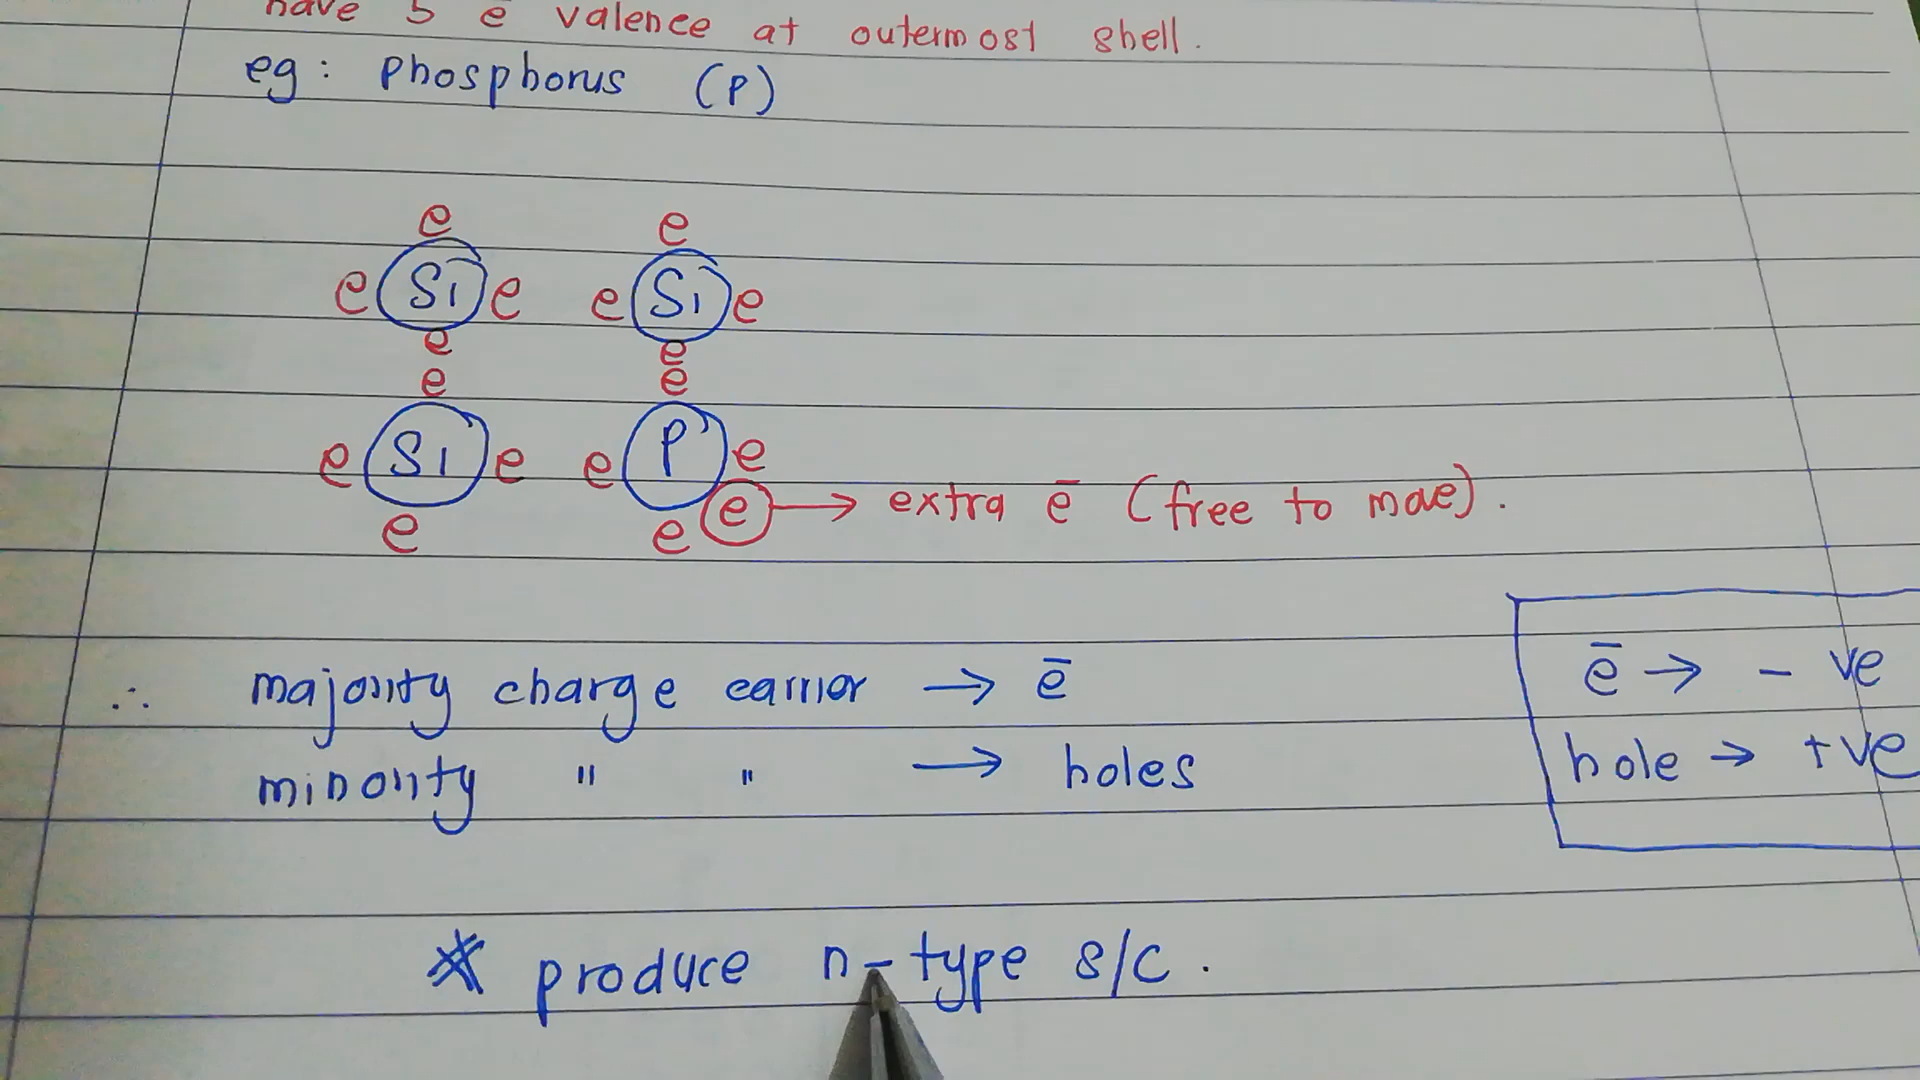 have 5 ē valence at outermost shell.
eg : phosphorus (P)
e e
e Si e e Si e
e e
e e
e Si e e P e
e e e → extra ē (free to move).
∴ majority charge carrier → ē
minority " " → holes
ē → - ve
hole → +ve
* produce n-type s/c.